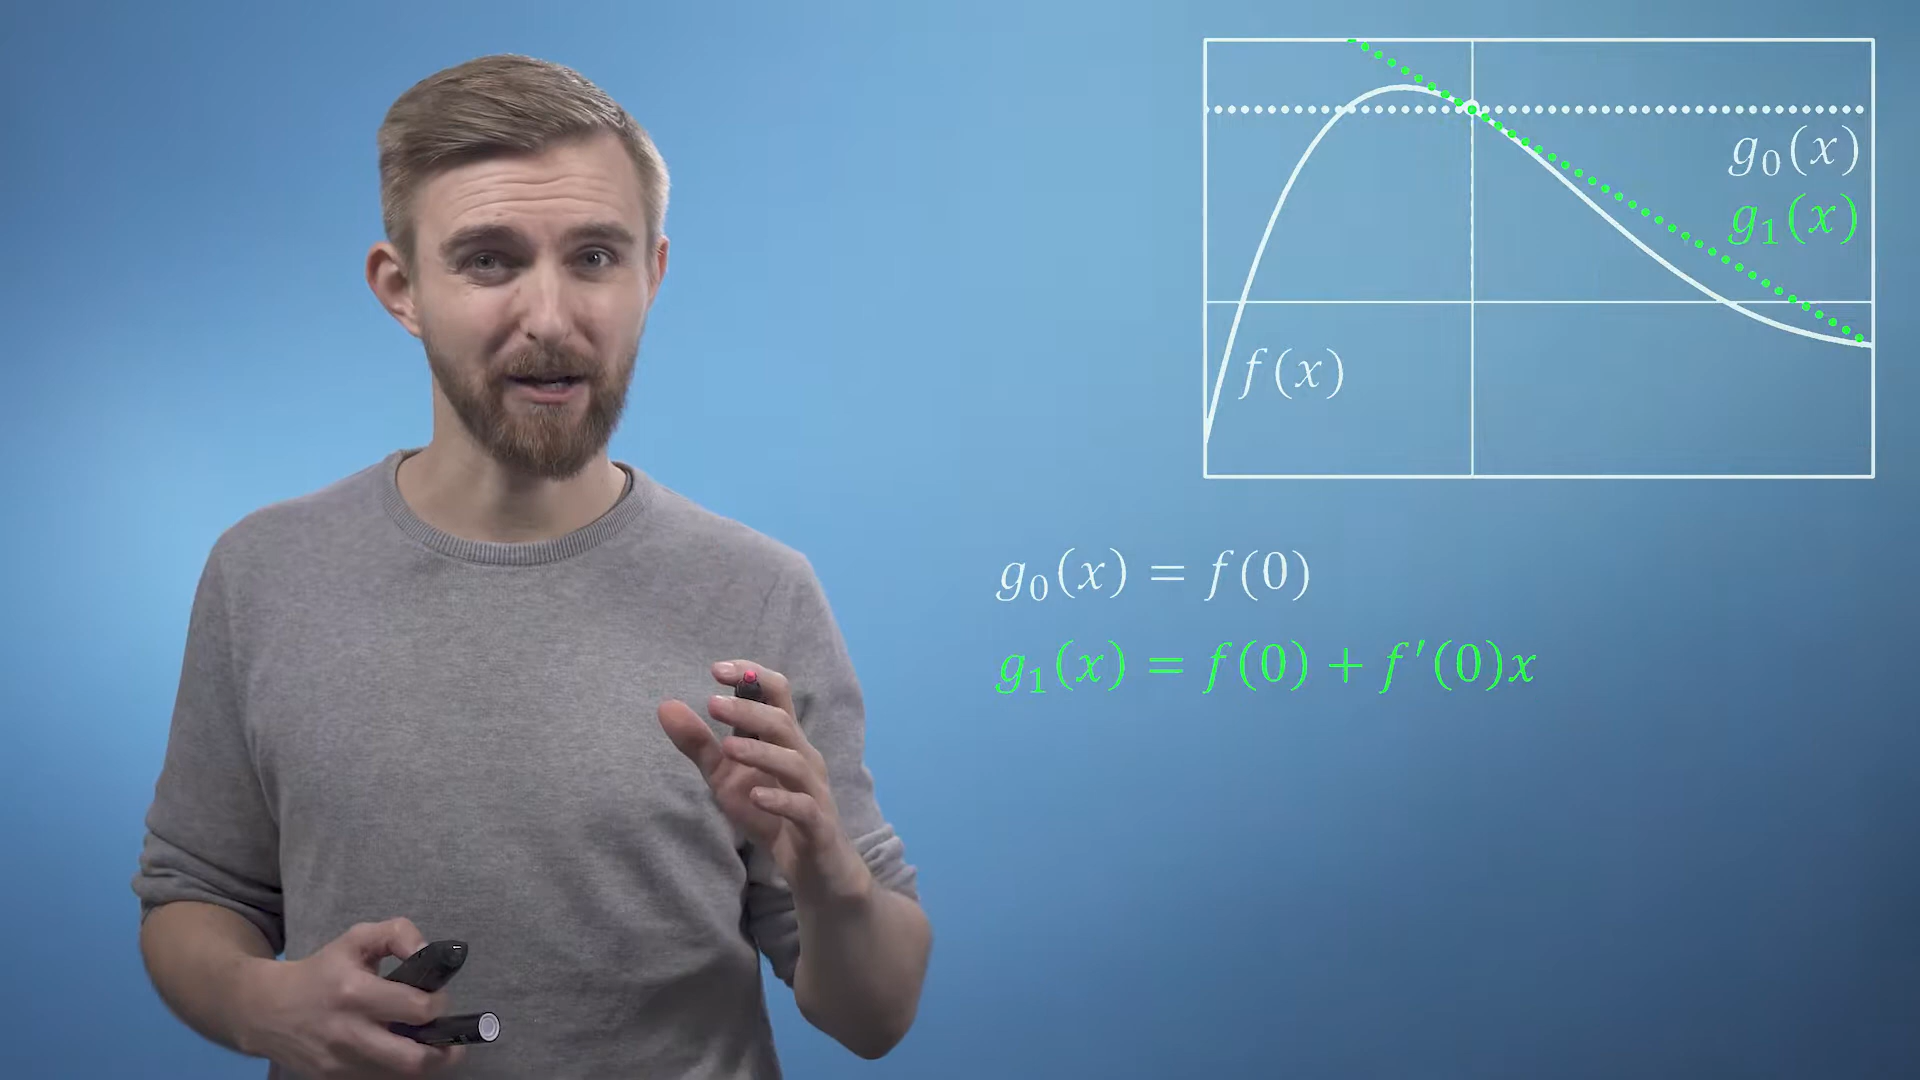 g₀(x)
g₁(x)
f(x)
g₀(x) = f(0)
g₁(x) = f(0) + f′(0)x